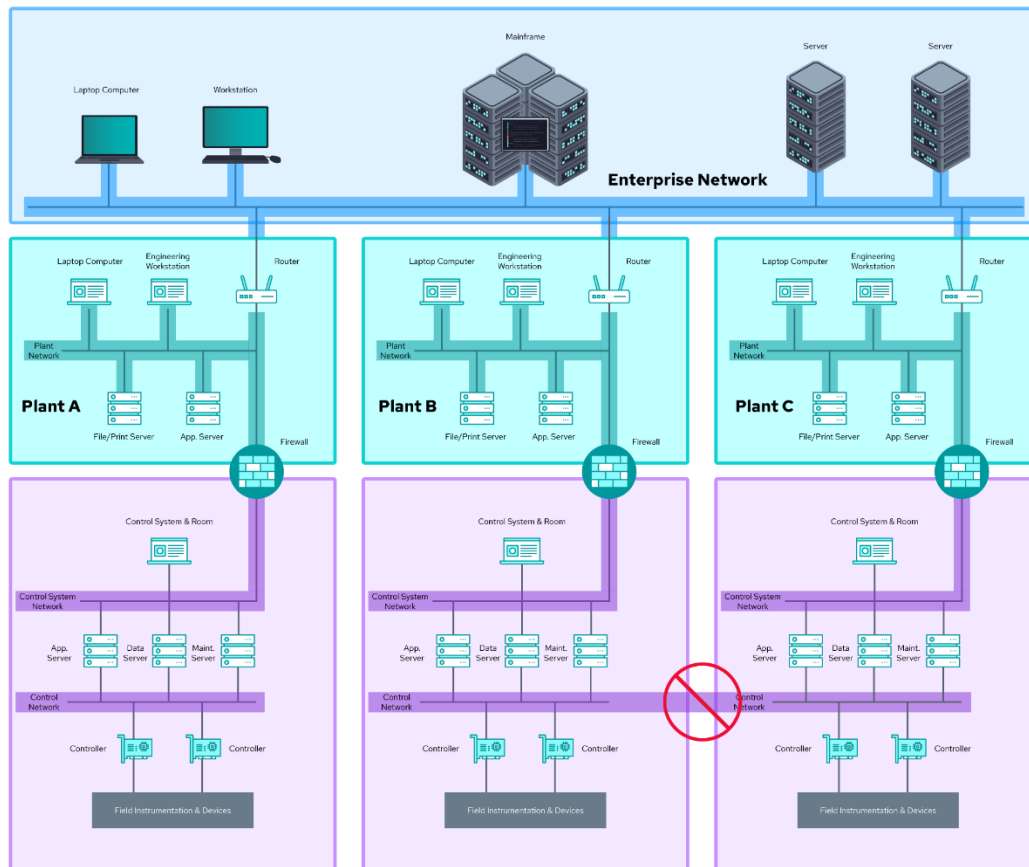 Mainframe
Server
Server
Laptop Computer
Workstation
Enterprise Network
Laptop Computer
Engineering
Workstation
Router
Plant
Network
Plant A
File/Print Server
App. Server
Firewall
Laptop Computer
Engineering
Workstation
Router
Plant
Network
Plant B
File/Print Server
App. Server
Firewall
Laptop Computer
Engineering
Workstation
Router
Plant
Network
Plant C
File/Print Server
App. Server
Firewall
Control System & Room
Control System
Network
App.
Server
Data
Server
Maint.
Server
Control
Network
Controller
Controller
Field Instrumentation & Devices
Control System & Room
Control System
Network
App.
Server
Data
Server
Maint.
Server
Control
Network
Controller
Controller
Field Instrumentation & Devices
Control System & Room
Control System
Network
App.
Server
Data
Server
Maint.
Server
Control
Network
Controller
Controller
Field Instrumentation & Devices